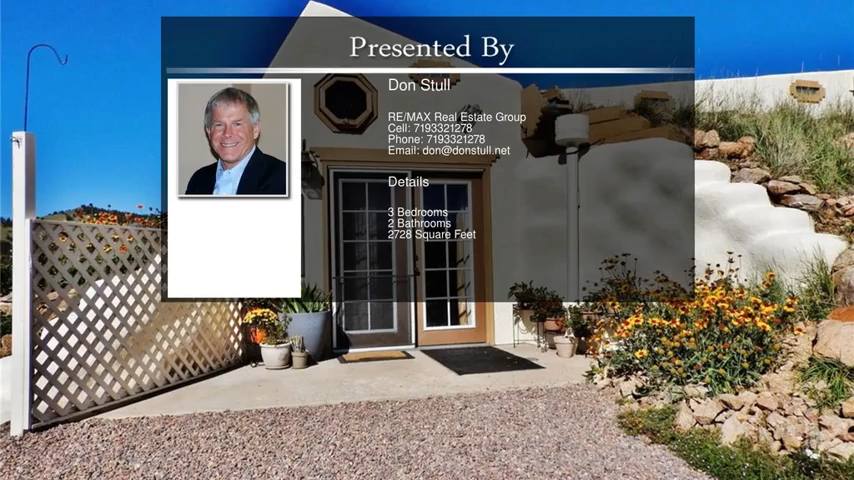 Presented By
Don Stull
RE/MAX Real Estate Group
Cell: 7193321278
Phone: 7193321278
Email: don@donstull.net
Details
3 Bedrooms
2 Bathrooms
2728 Square Feet